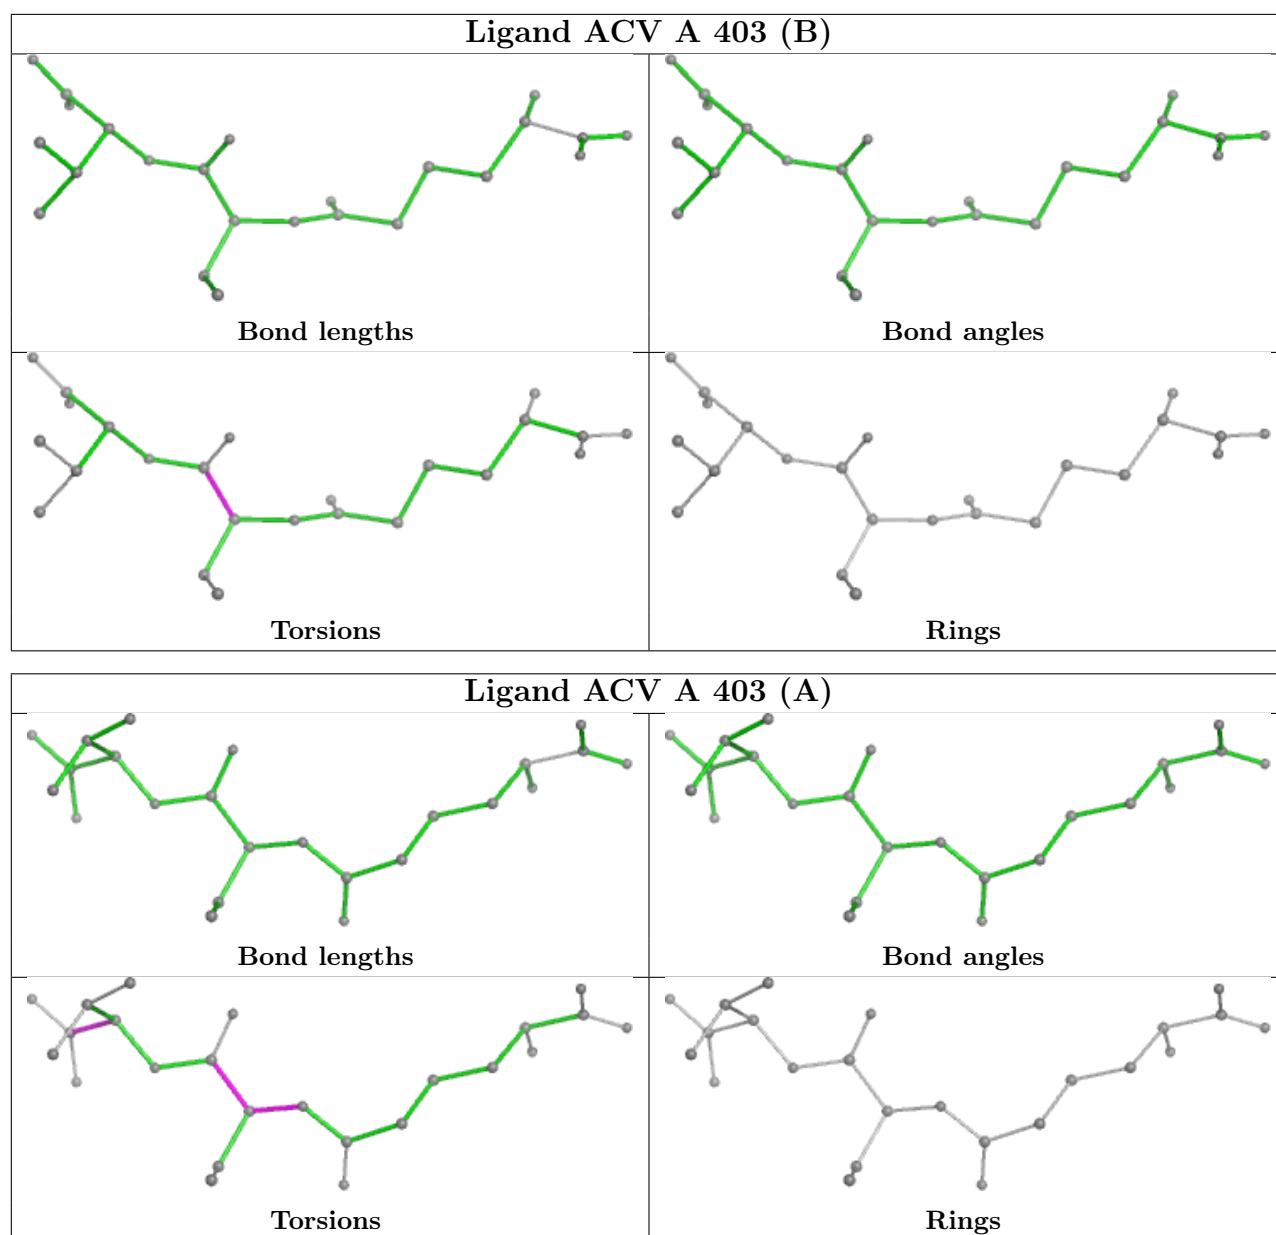 Ligand ACV A 403 (B)
Bond lengths
Bond angles
Torsions
Rings
Ligand ACV A 403 (A)
Bond lengths
Bond angles
Torsions
Rings